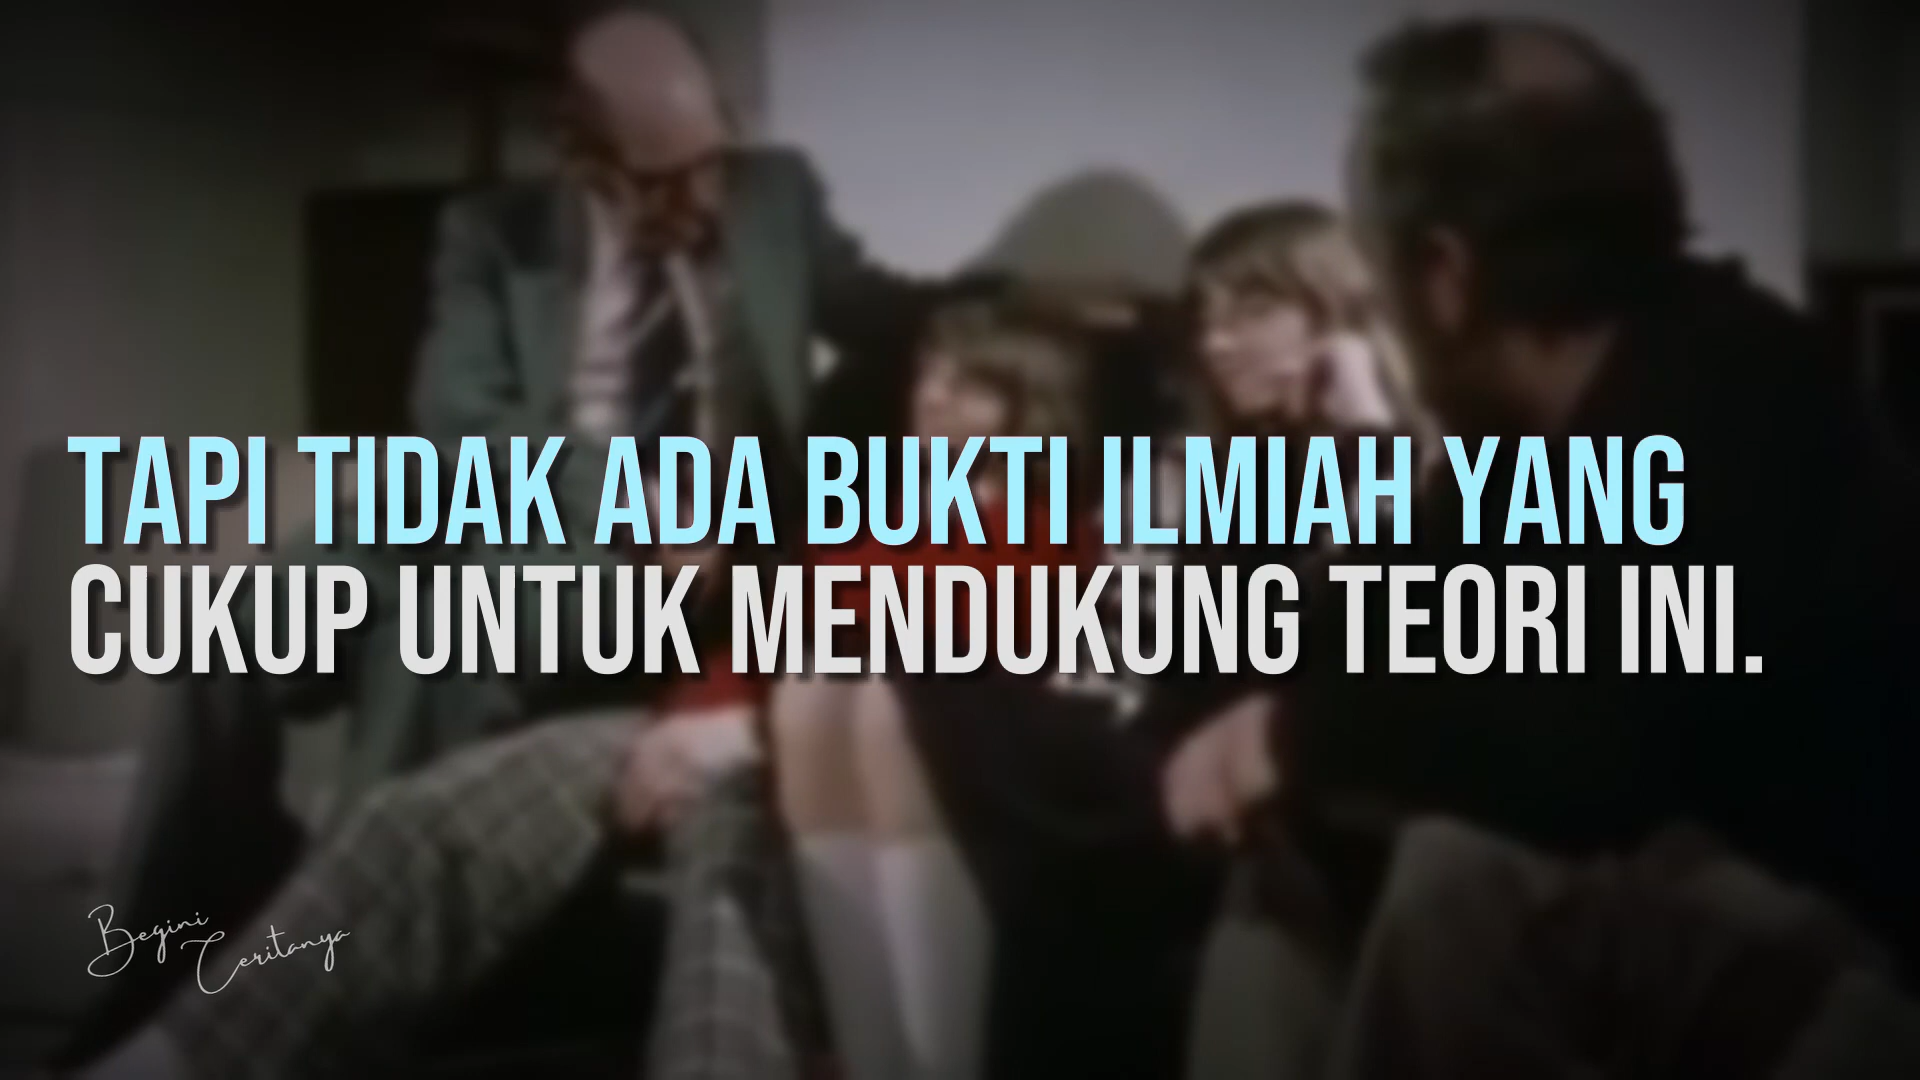 TAPI TIDAK ADA BUKTI ILMIAH YANG
CUKUP UNTUK MENDUKUNG TEORI INI.
Begini
Ceritanya